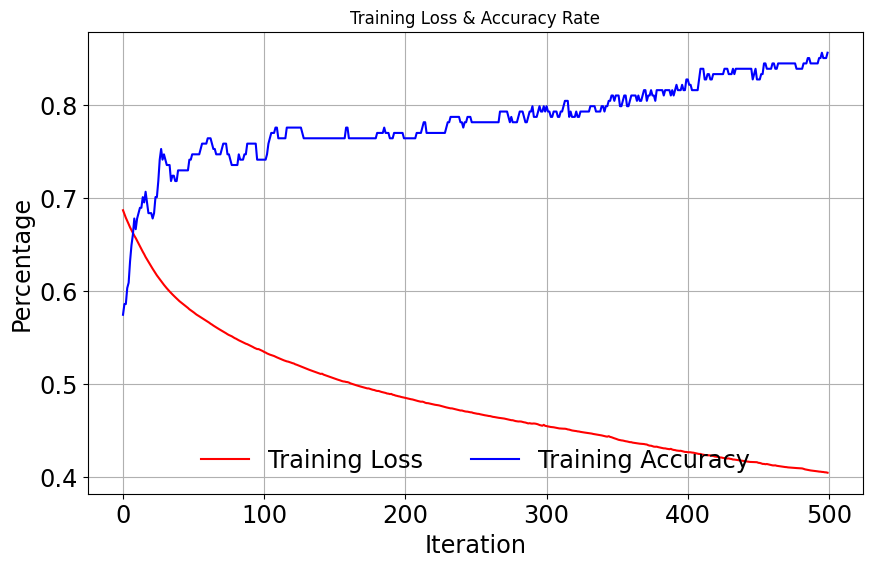 Training Loss & Accuracy Rate
Percentage
0.8
0.7
0.6
0.5
0.4
Training Loss Training Accuracy
0 100 200 300 400 500
Iteration